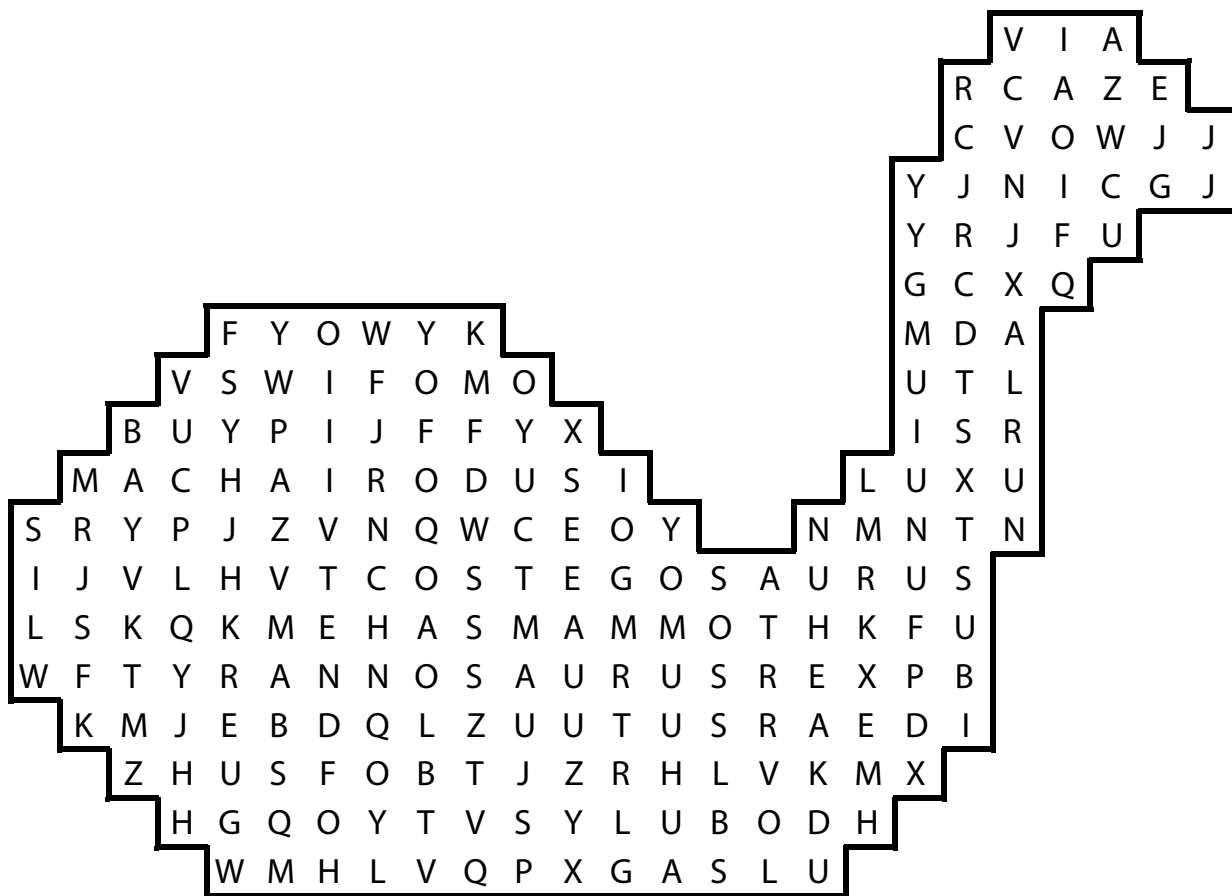 V I A
R C A Z E
C V O W J J
Y J N I C G J
Y R J F U
G C X Q
F Y O W Y K M D A
V S W I F O M O U T L
B U Y P I J F F Y X I S R
M A C H A I R O D U S I L U X U
S R Y P J Z V N Q W C E O Y N M N T N
I J V L H V T C O S T E G O S A U R U S
L S K Q K M E H A S M A M M O T H K F U
W F T Y R A N N O S A U R U S R E X P B
K M J E B D Q L Z U U T U S R A E D I
Z H U S F O B T J Z R H L V K M X
H G Q O Y T V S Y L U B O D H
W M H L V Q P X G A S L U